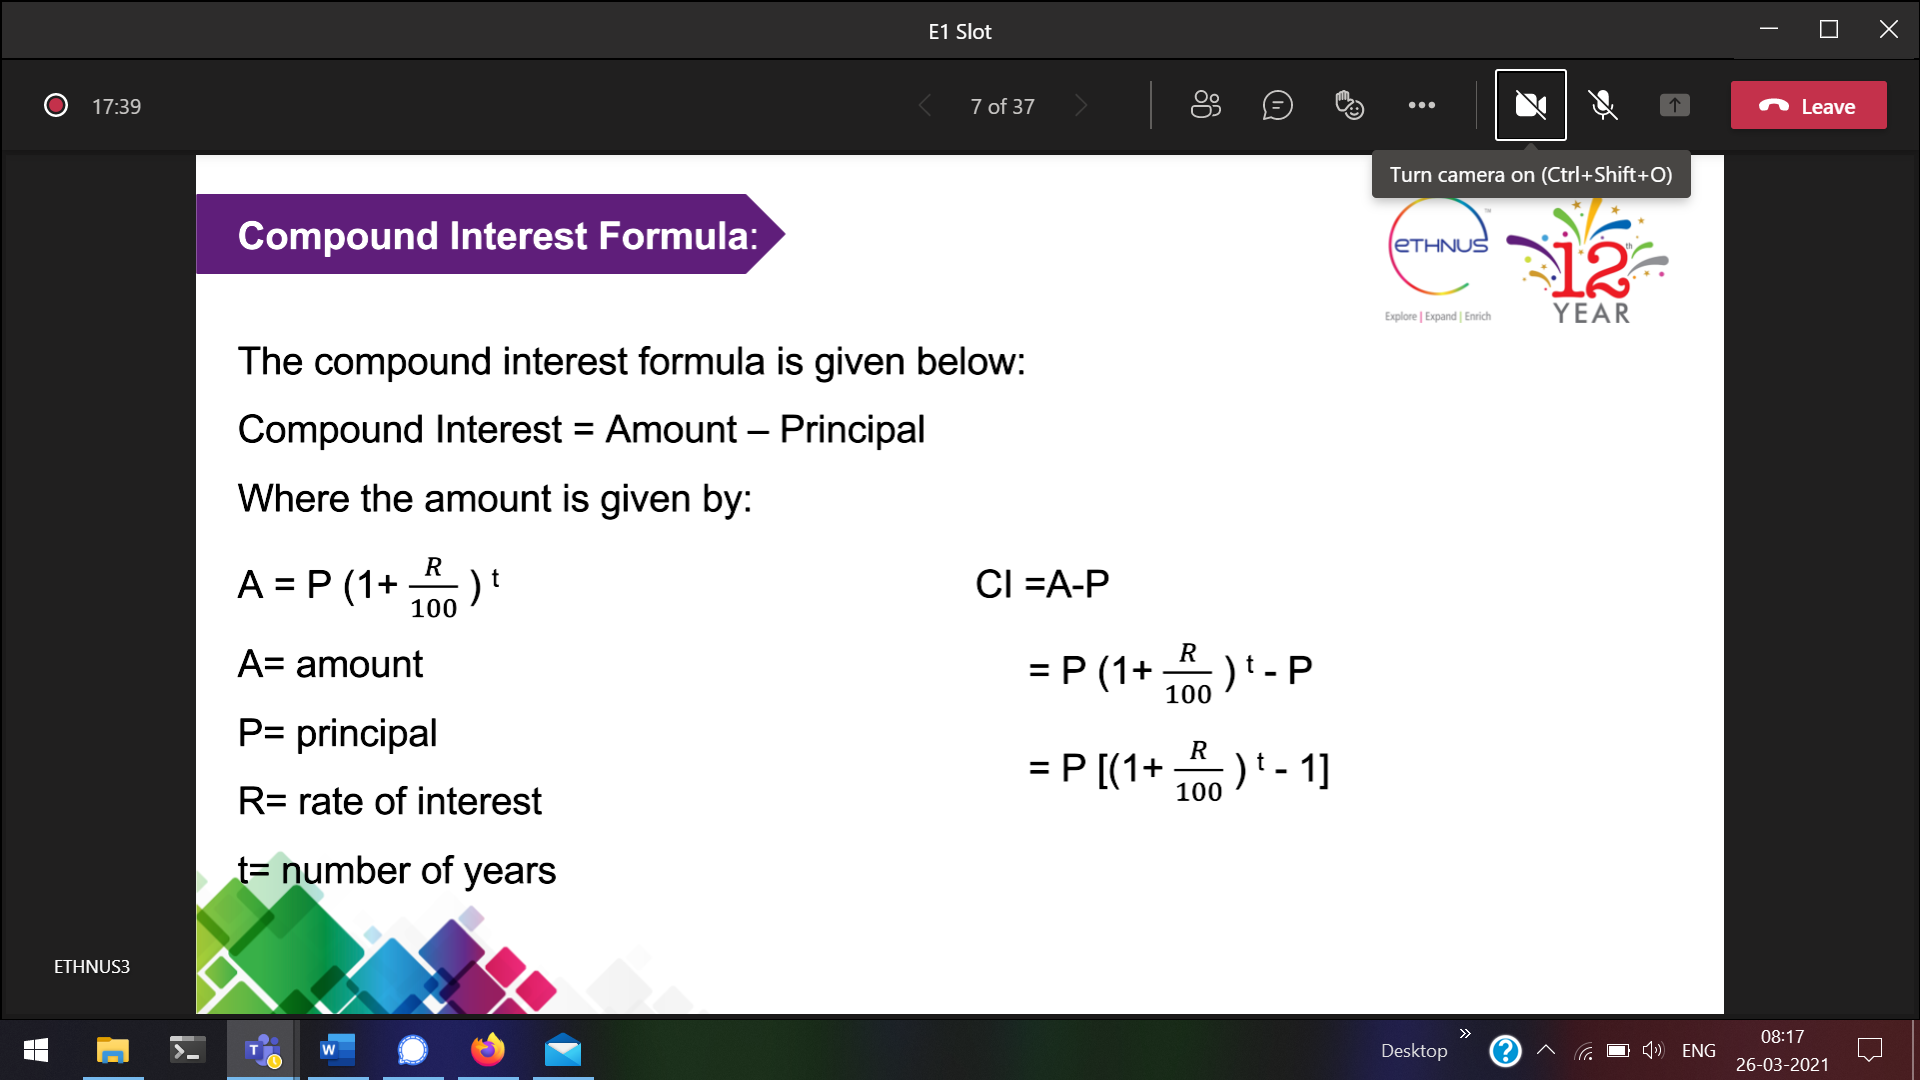 E1 Slot
17:39
7 of 37
Leave
Turn camera on (Ctrl+Shift+O)
Compound Interest Formula:
ETHNUS
TM
Explore | Expand | Enrich
12
th
YEAR
The compound interest formula is given below:
Compound Interest = Amount – Principal
Where the amount is given by:
A = P (1+ R/100 ) t
A= amount
P= principal
R= rate of interest
t= number of years
CI =A-P
= P (1+ R/100 ) t - P
= P [(1+ R/100 ) t - 1]
ETHNUS3
T
W
Desktop
?
ENG
08:17
26-03-2021